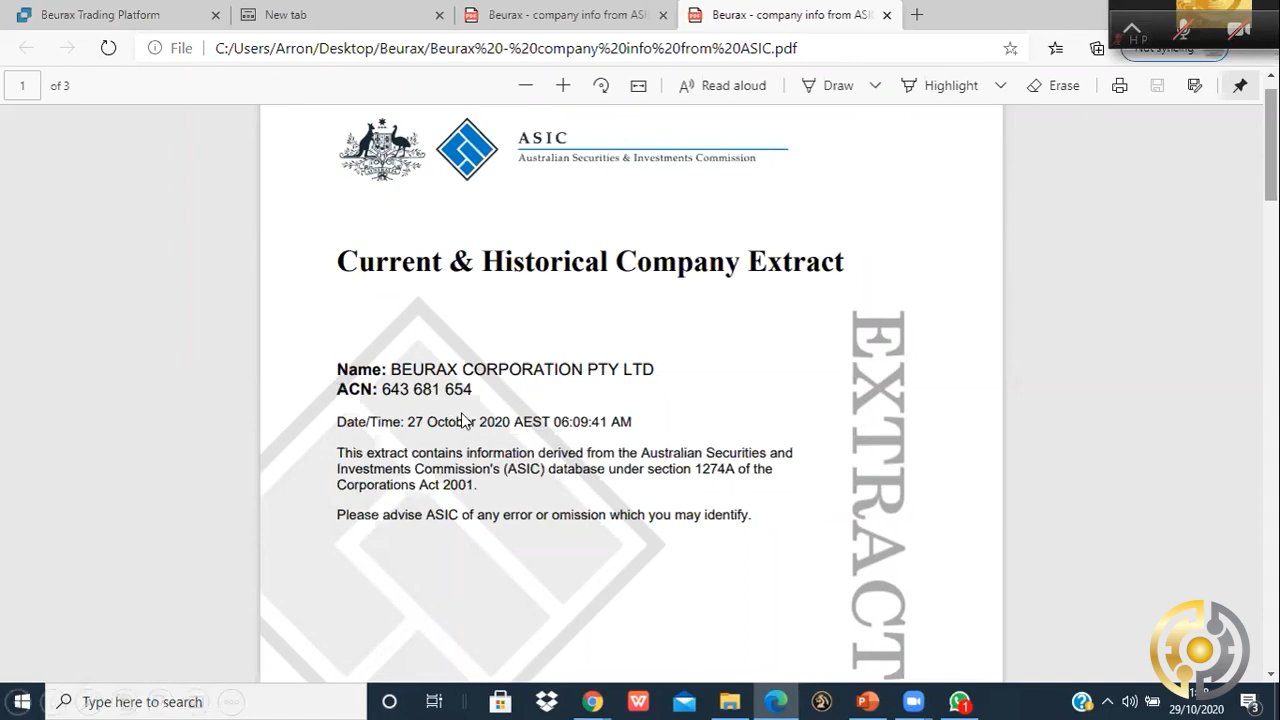 Beurax Trading Platform
New tab
Beurax - company info from ASI
Beurax - company info from ASI
File
C:/Users/Arron/Desktop/Beurax/Beurax%20-%20company%20info%20from%20ASIC.pdf
Not syncing
H P
1 of 3
Read aloud
Draw
Highlight
Erase
ASIC
Australian Securities & Investments Commission
Current & Historical Company Extract
EXTRACT
Name: BEURAX CORPORATION PTY LTD
ACN: 643 681 654
Date/Time: 27 October 2020 AEST 06:09:41 AM
This extract contains information derived from the Australian Securities and
Investments Commission's (ASIC) database under section 1274A of the
Corporations Act 2001.
Please advise ASIC of any error or omission which you may identify.
Type here to search
29/10/2020